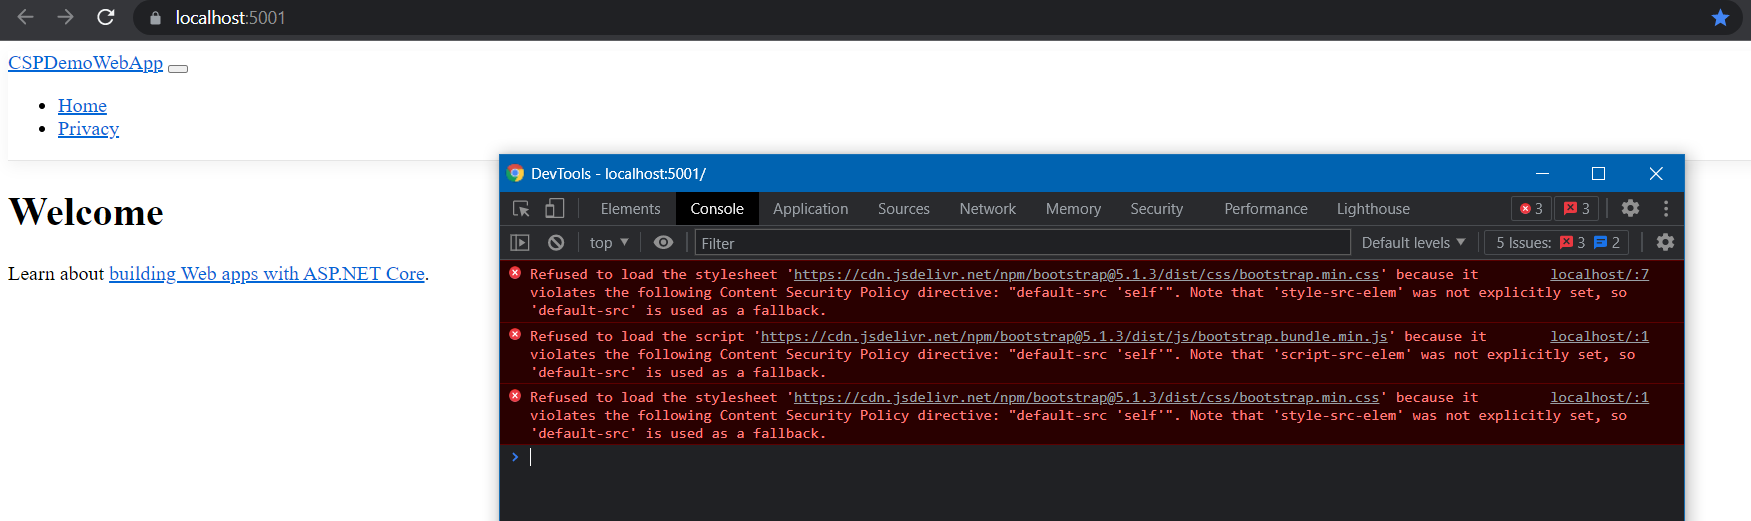 localhost:5001
CSPDemoWebApp
Home
Privacy
Welcome
Learn about building Web apps with ASP.NET Core.
DevTools - localhost:5001/
Elements Console Application Sources Network Memory Security Performance Lighthouse 3 3
top Filter Default levels 5 Issues: 3 2
Refused to load the stylesheet 'https://cdn.jsdelivr.net/npm/bootstrap@5.1.3/dist/css/bootstrap.min.css' because it localhost/:7
violates the following Content Security Policy directive: "default-src 'self'". Note that 'style-src-elem' was not explicitly set, so
'default-src' is used as a fallback.
Refused to load the script 'https://cdn.jsdelivr.net/npm/bootstrap@5.1.3/dist/js/bootstrap.bundle.min.js' because it localhost/:1
violates the following Content Security Policy directive: "default-src 'self'". Note that 'script-src-elem' was not explicitly set, so
'default-src' is used as a fallback.
Refused to load the stylesheet 'https://cdn.jsdelivr.net/npm/bootstrap@5.1.3/dist/css/bootstrap.min.css' because it localhost/:1
violates the following Content Security Policy directive: "default-src 'self'". Note that 'style-src-elem' was not explicitly set, so
'default-src' is used as a fallback.